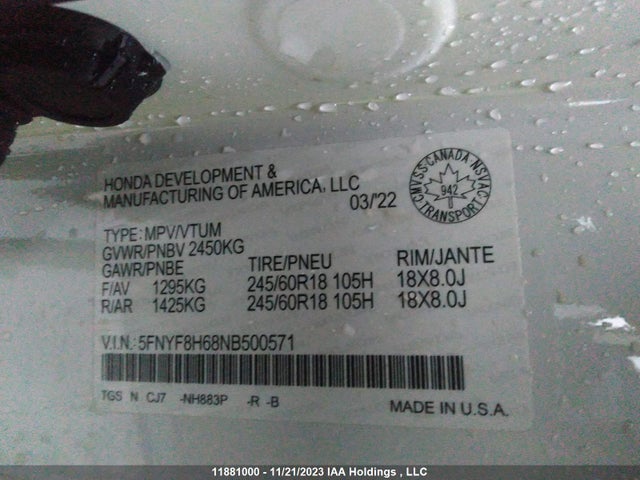 HONDA DEVELOPMENT &
MANUFACTURING OF AMERICA, LLC
03/'22
CMVSS-CANADA-NSVAC
942
TRANSPORT
TYPE: MPV/VTUM
GVWR/PNBV 2450KG
GAWR/PNBE TIRE/PNEU RIM/JANTE
F/AV 1295KG 245/60R18 105H 18X8.0J
R/AR 1425KG 245/60R18 105H 18X8.0J
V.I.N.: 5FNYF8H68NB500571
TGS N CJ7 -NH883P -R -B MADE IN U.S.A.
11881000 - 11/21/2023 IAA Holdings , LLC